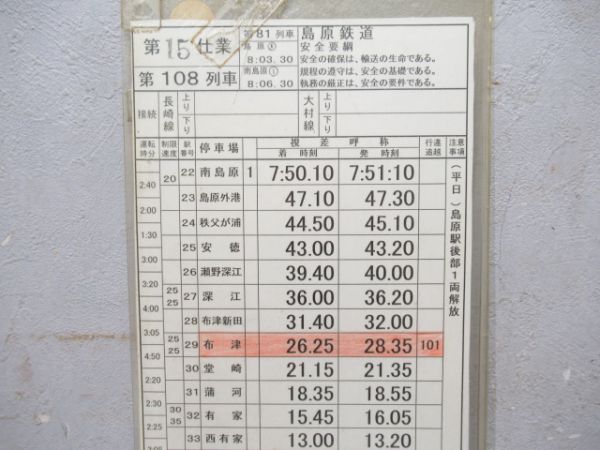 第15仕業
第108列車
第81列車
島原
8:03.30
南島原①
8:06.30
島原鉄道
安全要綱
安全の確保は、輸送の生命である。
規程の遵守は、安全の基礎である。
執務の厳正は、安全の要件である。
接続 長崎線 上り 下り 大村線 上り 下り
運転時分 制限速度 駅番号 停車場 視差呼称 着時刻 発時刻 行違追越 注意事項
22 南島原 1 7:50.10 7:51:10
2:40 20
23 島原外港 47.10 47.30
2:00
24 秩父が浦 44.50 45.10
1:30
25 安徳 43.00 43.20
3:00
26 瀬野深江 39.40 40.00
3:20 25 25
27 深江 36.00 36.20
4:00
28 布津新田 31.40 32.00
3:05
29 布津 26.25 28.35 101
25 25 4:50
30 堂崎 21.15 21.35
2:20
31 蒲河 18.35 18.55
2:30
32 有家 15.45 16.05
30 35 2:25
33 西有家 13.00 13.20
(平日)島原駅後部1両解放